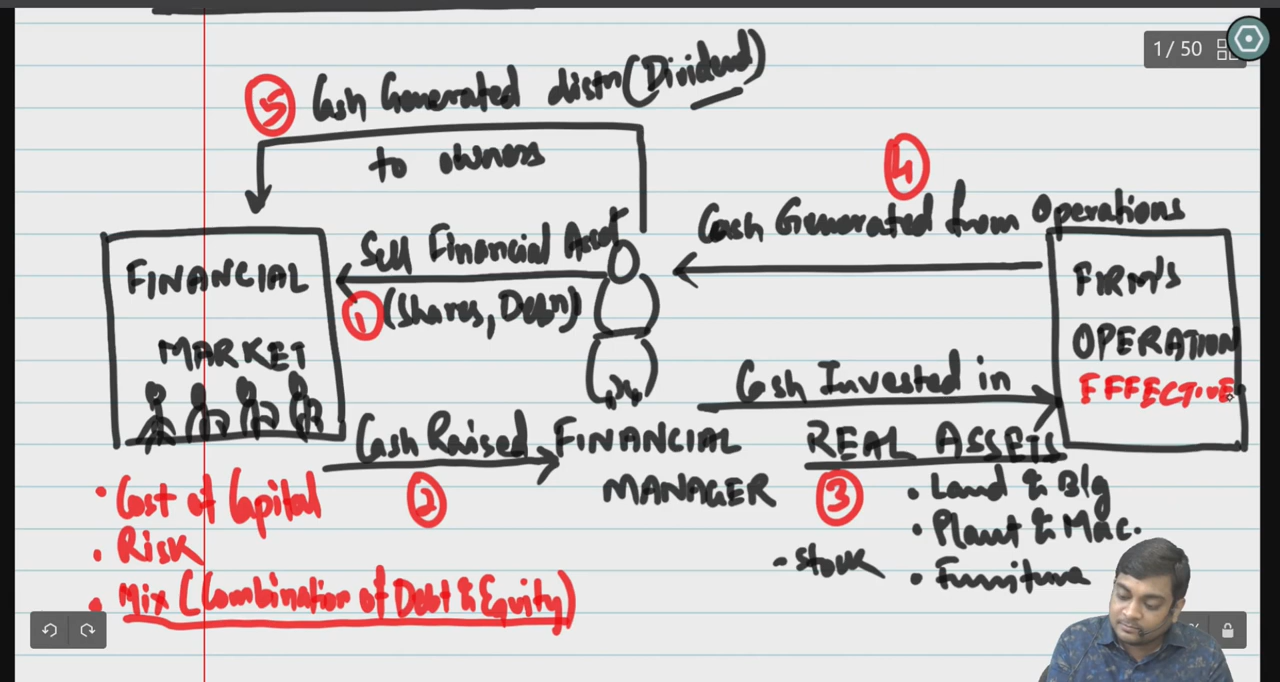 1 / 50
5 Cash Generated distn (Dividend)
to owners
4
Cash Generated from Operations
Sell Financial Asset
1 (Shares, Debn)
FINANCIAL
MARKET
FIRM'S
OPERATION
EFFECTIVE
Cash Invested in
REAL ASSETS
3
Cash Raised
2
FINANCIAL
MANAGER
• Cost of Capital
• Risk
• Mix (Combination of Debt & Equity)
• Land & Blg
• Plant & Mac.
• Furniture
- Stock